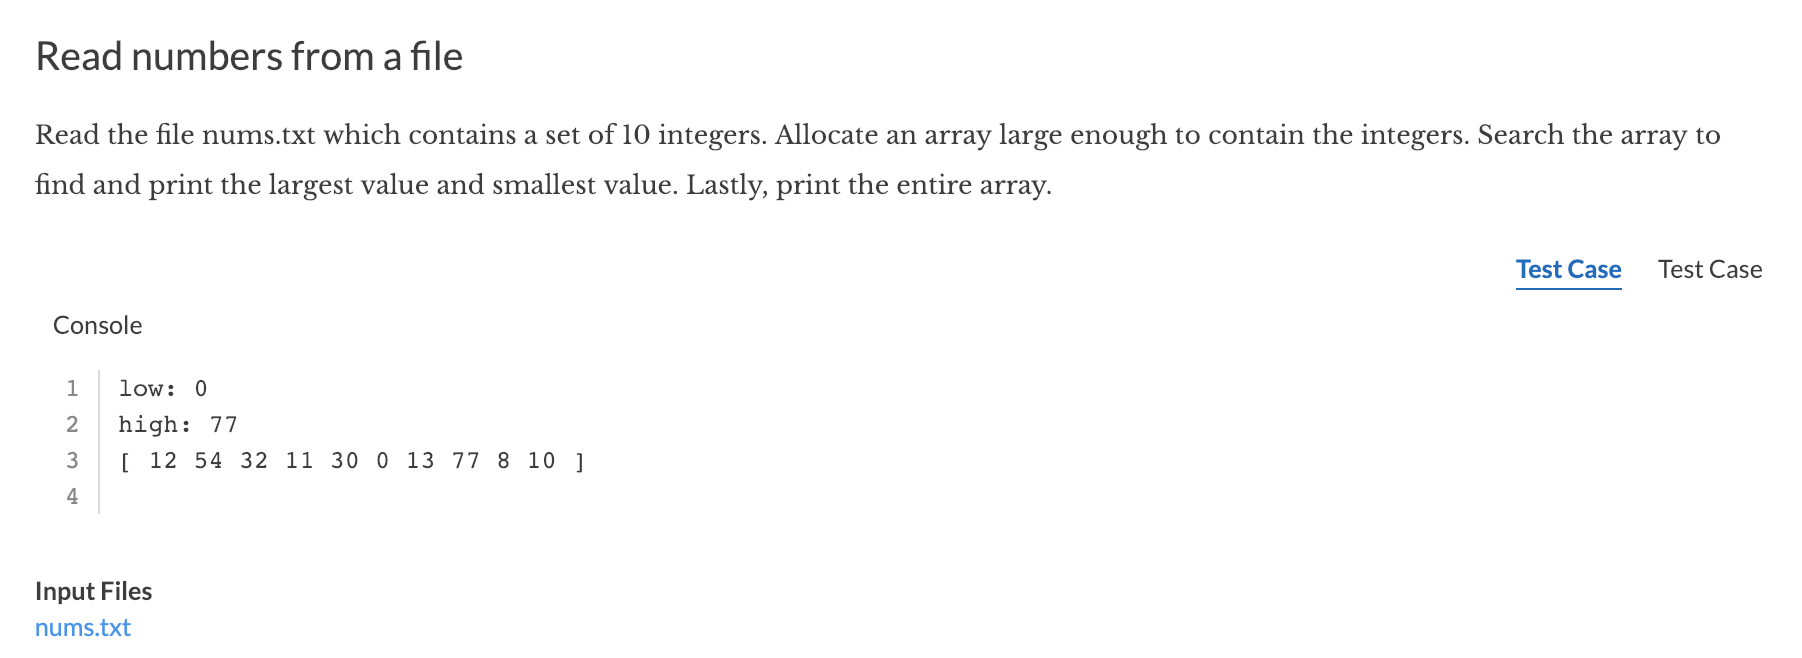 Read numbers from a file
Read the file nums.txt which contains a set of 10 integers. Allocate an array large enough to contain the integers. Search the array to
find and print the largest value and smallest value. Lastly, print the entire array.
Test Case Test Case
Console
1 low: 0
2 high: 77
3 [ 12 54 32 11 30 0 13 77 8 10 ]
4
Input Files
nums.txt